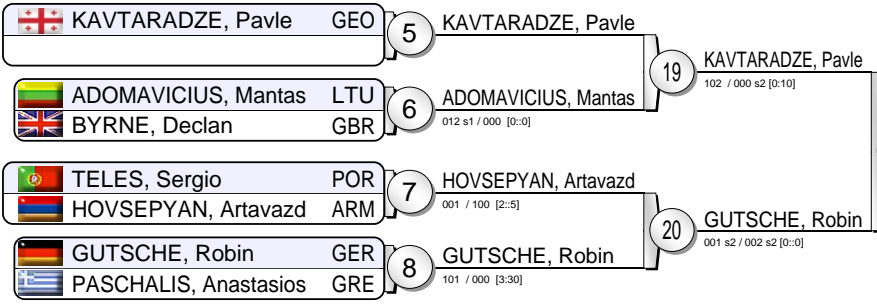 KAVTARADZE, Pavle GEO
5
KAVTARADZE, Pavle
ADOMAVICIUS, Mantas LTU
BYRNE, Declan GBR
6
ADOMAVICIUS, Mantas
012 s1 / 000 [0::0]
19
KAVTARADZE, Pavle
102 / 000 s2 [0:10]
TELES, Sergio POR
HOVSEPYAN, Artavazd ARM
7
HOVSEPYAN, Artavazd
001 / 100 [2::5]
GUTSCHE, Robin GER
PASCHALIS, Anastasios GRE
8
GUTSCHE, Robin
101 / 000 [3:30]
20
GUTSCHE, Robin
001 s2 / 002 s2 [0::0]